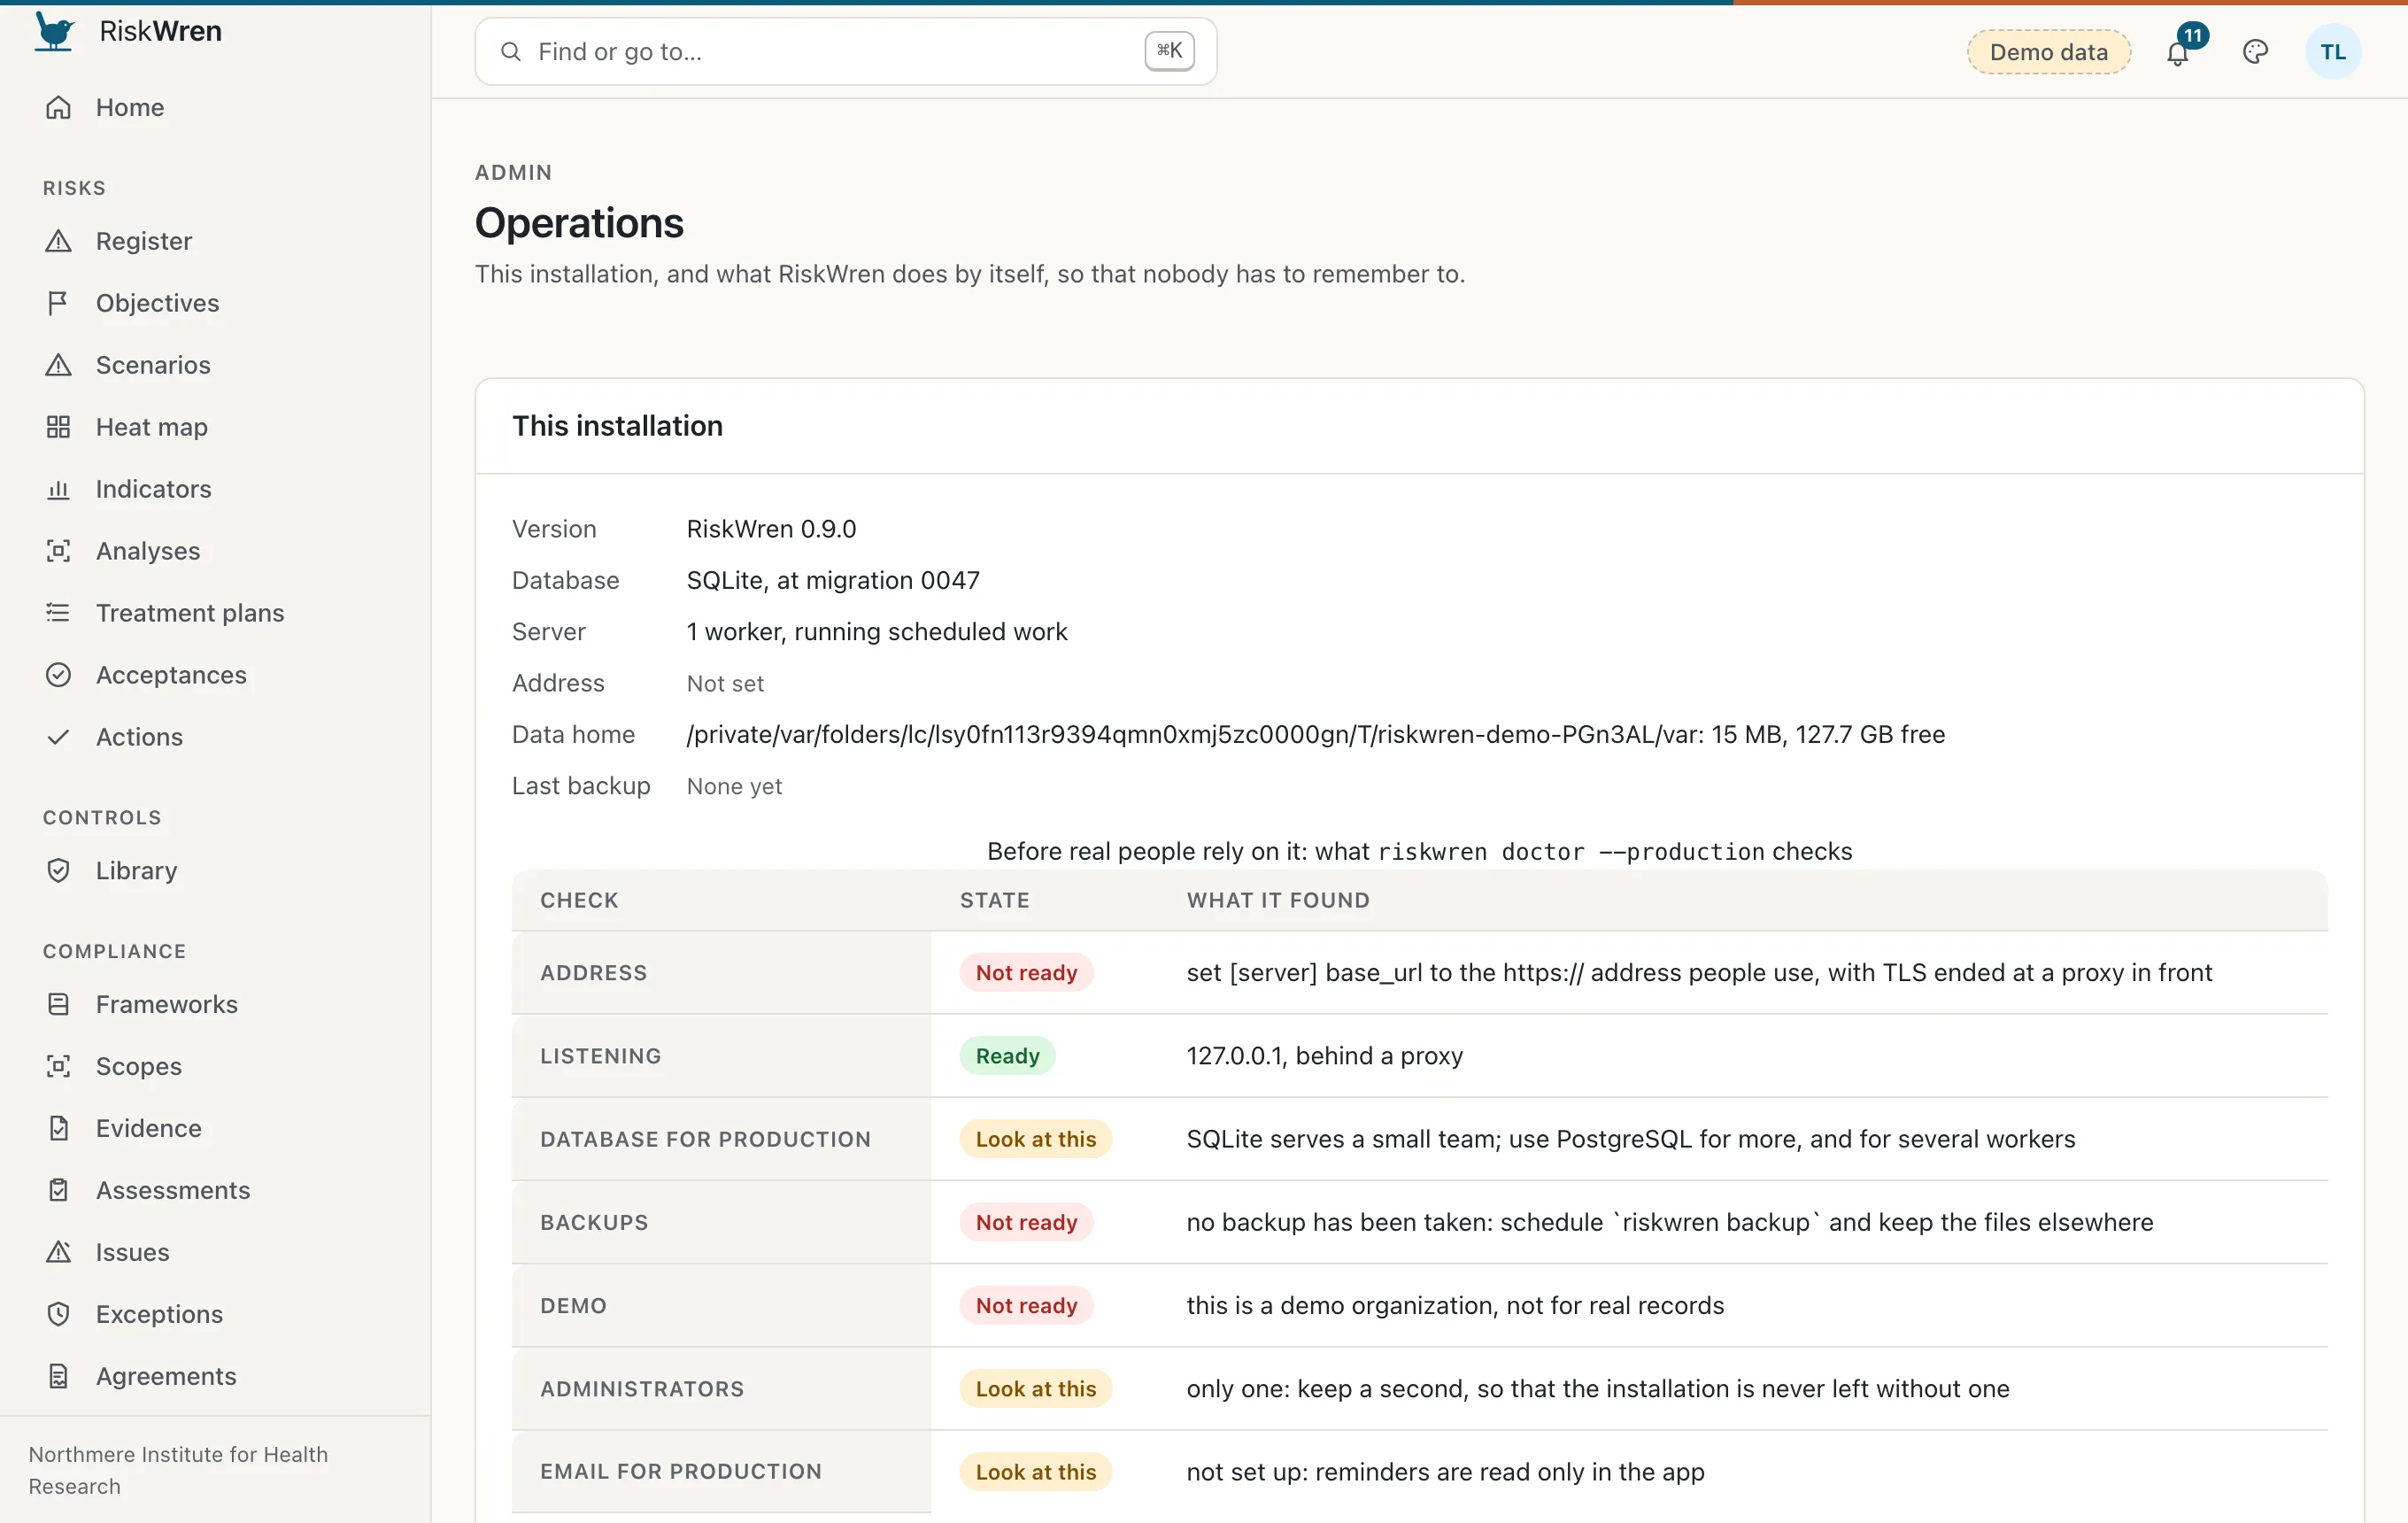 RiskWren
Find or go to...
⌘K
Demo data
11
TL
Home
RISKS
Register
Objectives
Scenarios
Heat map
Indicators
Analyses
Treatment plans
Acceptances
Actions
CONTROLS
Library
COMPLIANCE
Frameworks
Scopes
Evidence
Assessments
Issues
Exceptions
Agreements
Northmere Institute for Health
Research
ADMIN
Operations
This installation, and what RiskWren does by itself, so that nobody has to remember to.
This installation
Version RiskWren 0.9.0
Database SQLite, at migration 0047
Server 1 worker, running scheduled work
Address Not set
Data home /private/var/folders/lc/lsy0fn113r9394qmn0xmj5zc0000gn/T/riskwren-demo-PGn3AL/var: 15 MB, 127.7 GB free
Last backup None yet
Before real people rely on it: what riskwren doctor --production checks
CHECK STATE WHAT IT FOUND
ADDRESS Not ready set [server] base_url to the https:// address people use, with TLS ended at a proxy in front
LISTENING Ready 127.0.0.1, behind a proxy
DATABASE FOR PRODUCTION Look at this SQLite serves a small team; use PostgreSQL for more, and for several workers
BACKUPS Not ready no backup has been taken: schedule `riskwren backup` and keep the files elsewhere
DEMO Not ready this is a demo organization, not for real records
ADMINISTRATORS Look at this only one: keep a second, so that the installation is never left without one
EMAIL FOR PRODUCTION Look at this not set up: reminders are read only in the app